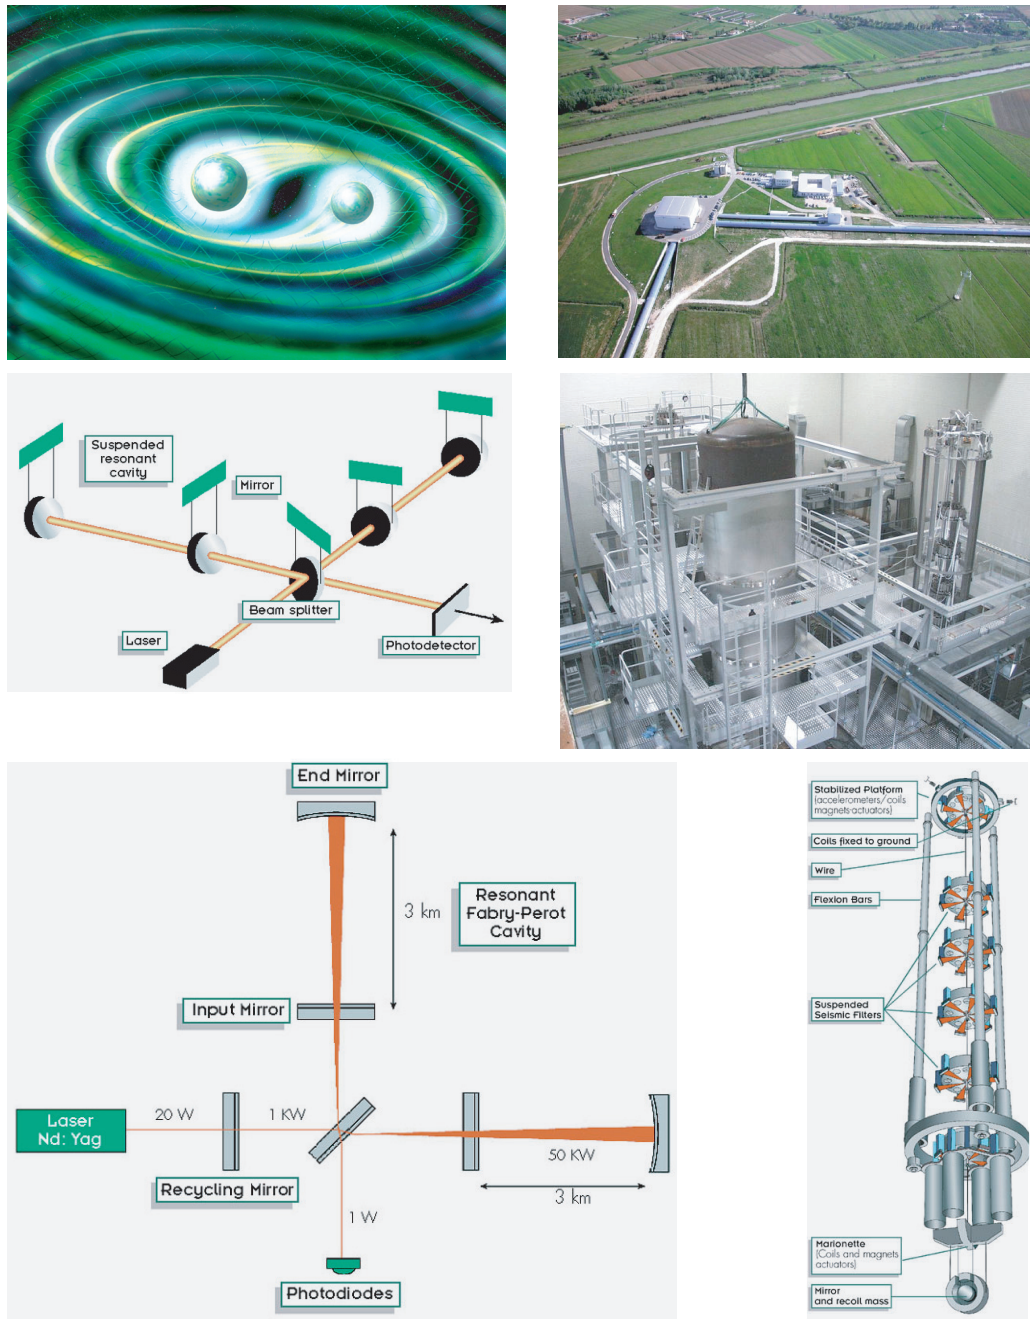 Suspended
resonant
cavity
Mirror
Beam splitter
Laser
Photodetector
End Mirror
3 km
Resonant
Fabry-Perot
Cavity
Input Mirror
Laser
Nd: Yag
20 W
1 KW
Recycling Mirror
50 KW
3 km
1 W
Photodiodes
Stabilized Platform
(accelerometers/coils
magnets-actuators)
Coils fixed to ground
Wire
Flexion Bars
Suspended
Seismic Filters
Marionette
(Coils and magnets
actuators)
Mirror
and recoil mass